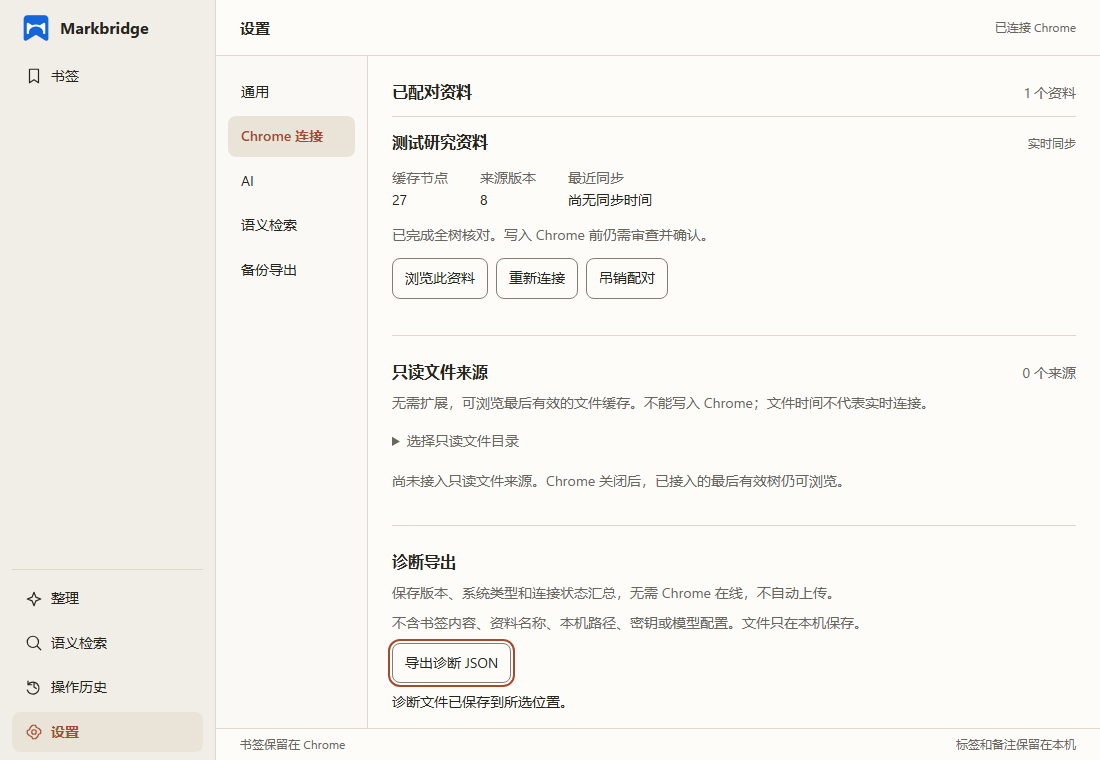 Markbridge
书签
整理
语义检索
操作历史
设置
设置
已连接 Chrome
通用
Chrome 连接
AI
语义检索
备份导出
已配对资料
1 个资料
测试研究资料
实时同步
缓存节点 来源版本 最近同步
27 8 尚无同步时间
已完成全树核对。写入 Chrome 前仍需审查并确认。
浏览此资料 重新连接 吊销配对
只读文件来源
0 个来源
无需扩展，可浏览最后有效的文件缓存。不能写入 Chrome；文件时间不代表实时连接。
▶ 选择只读文件目录
尚未接入只读文件来源。Chrome 关闭后，已接入的最后有效树仍可浏览。
诊断导出
保存版本、系统类型和连接状态汇总，无需 Chrome 在线，不自动上传。
不含书签内容、资料名称、本机路径、密钥或模型配置。文件只在本机保存。
导出诊断 JSON
诊断文件已保存到所选位置。
书签保留在 Chrome
标签和备注保留在本机